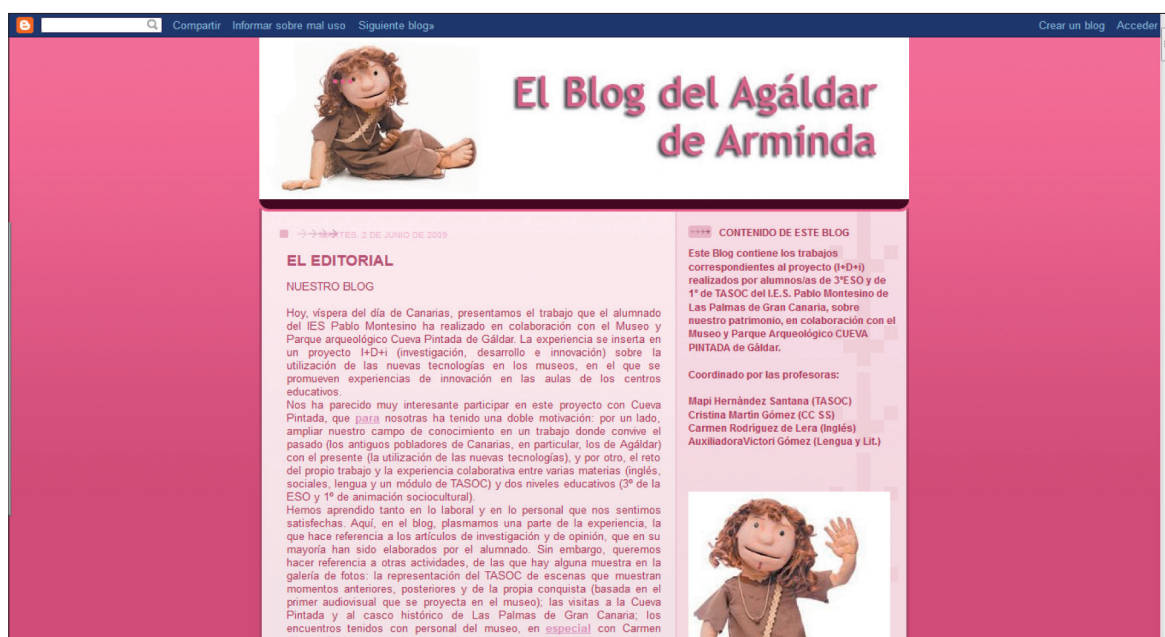 Compartir Informar sobre mal uso Siguiente blog» Crear un blog Acceder
El Blog del Agáldar
de Arminda
TES, 2 DE JUNIO DE 2009
EL EDITORIAL
NUESTRO BLOG
Hoy, víspera del día de Canarias, presentamos el trabajo que el alumnado
del IES Pablo Montesino ha realizado en colaboración con el Museo y
Parque arqueológico Cueva Pintada de Gáldar. La experiencia se inserta en
un proyecto I+D+i (investigación, desarrollo e innovación) sobre la
utilización de las nuevas tecnologías en los museos, en el que se
promueven experiencias de innovación en las aulas de los centros
educativos.
Nos ha parecido muy interesante participar en este proyecto con Cueva
Pintada, que para nosotras ha tenido una doble motivación: por un lado,
ampliar nuestro campo de conocimiento en un trabajo donde convive el
pasado (los antiguos pobladores de Canarias, en particular, los de Agáldar)
con el presente (la utilización de las nuevas tecnologías), y por otro, el reto
del propio trabajo y la experiencia colaborativa entre varias materias (inglés,
sociales, lengua y un módulo de TASOC) y dos niveles educativos (3º de la
ESO y 1º de animación sociocultural).
Hemos aprendido tanto en lo laboral y en lo personal que nos sentimos
satisfechas. Aquí, en el blog, plasmamos una parte de la experiencia, la
que hace referencia a los artículos de investigación y de opinión, que en su
mayoría han sido elaborados por el alumnado. Sin embargo, queremos
hacer referencia a otras actividades, de las que hay alguna muestra en la
galería de fotos: la representación del TASOC de escenas que muestran
momentos anteriores, posteriores y de la propia conquista (basada en el
primer audiovisual que se proyecta en el museo); las visitas a la Cueva
Pintada y al casco histórico de Las Palmas de Gran Canaria; los
encuentros tenidos con personal del museo, en especial con Carmen
CONTENIDO DE ESTE BLOG
Este Blog contiene los trabajos
correspondientes al proyecto (I+D+i)
realizados por alumnos/as de 3ºESO y de
1º de TASOC del I.E.S. Pablo Montesino de
Las Palmas de Gran Canaria, sobre
nuestro patrimonio, en colaboración con el
Museo y Parque Arqueológico CUEVA
PINTADA de Gáldar.
Coordinado por las profesoras:
Mapi Hernàndez Santana (TASOC)
Cristina Martín Gómez (CC SS)
Carmen Rodríguez de Lera (Inglés)
AuxiliadoraVictori Gómez (Lengua y Lit.)